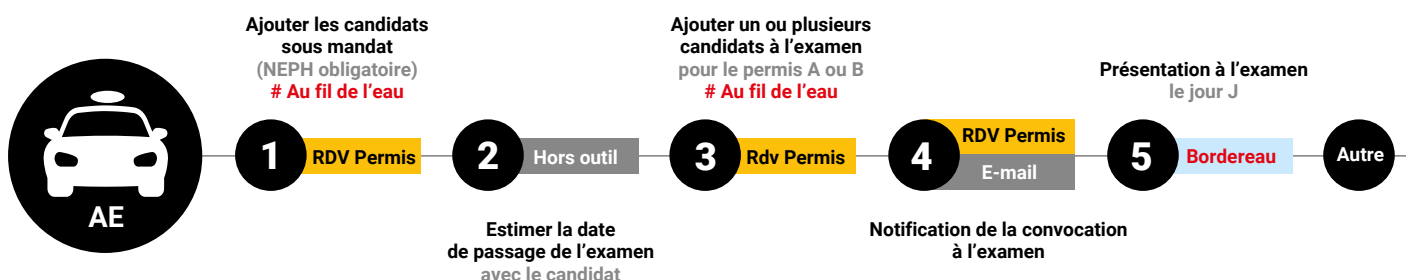 AE
Ajouter les candidats
sous mandat
(NEPH obligatoire)
# Au fil de l'eau
1
RDV Permis
2
Hors outil
Estimer la date
de passage de l'examen
avec le candidat
Ajouter un ou plusieurs
candidats à l'examen
pour le permis A ou B
# Au fil de l'eau
3
Rdv Permis
4
RDV Permis
E-mail
Notification de la convocation
à l'examen
Présentation à l'examen
le jour J
5
Bordereau
Autre